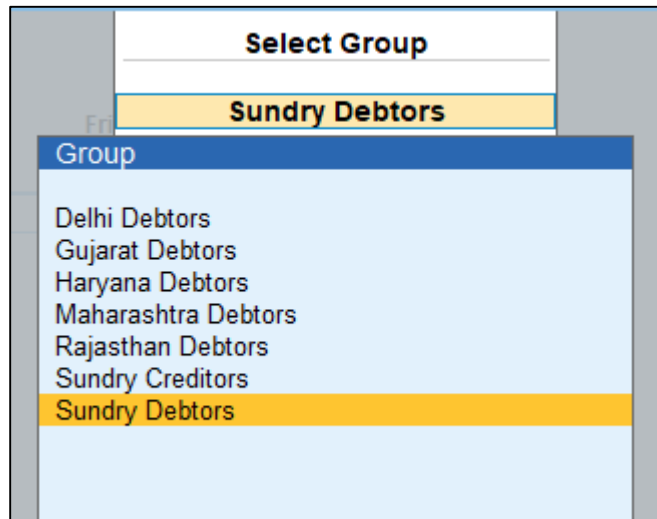 Select Group
Sundry Debtors
Fri
Group
Delhi Debtors
Gujarat Debtors
Haryana Debtors
Maharashtra Debtors
Rajasthan Debtors
Sundry Creditors
Sundry Debtors